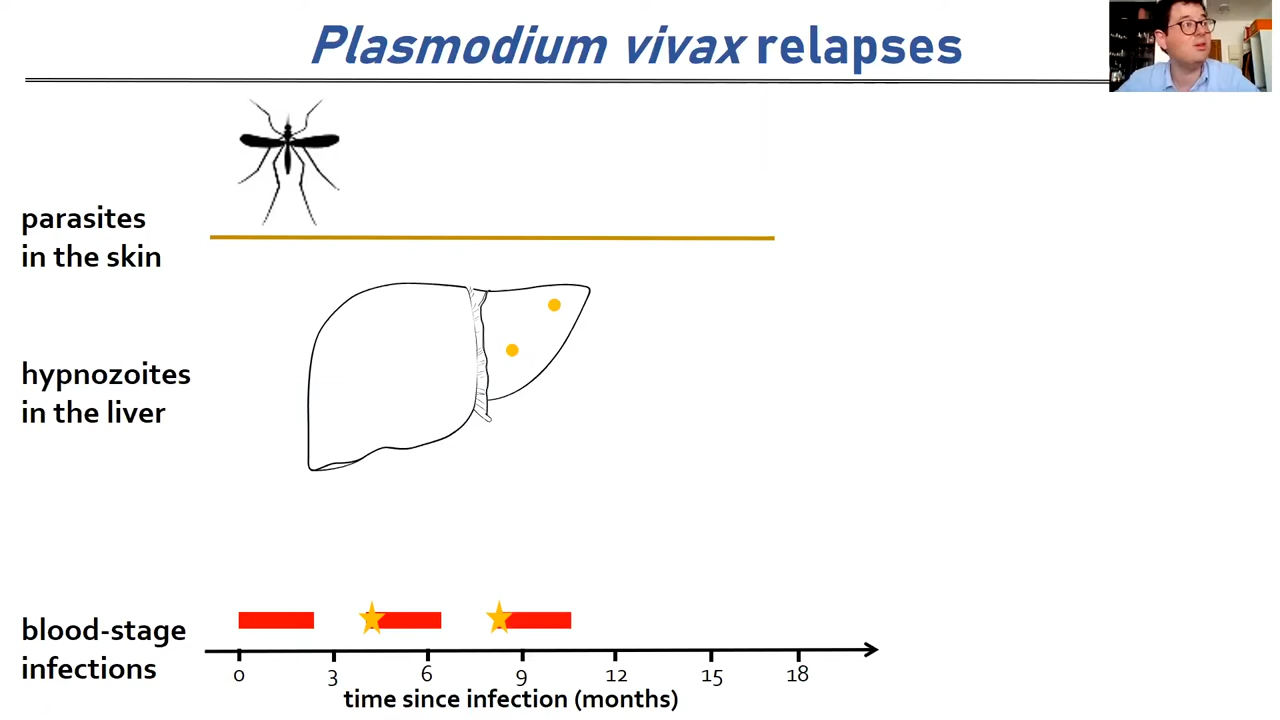 Plasmodium vivax relapses
parasites
in the skin
hypnozoites
in the liver
blood-stage
infections
0 3 6 9 12 15 18
time since infection (months)